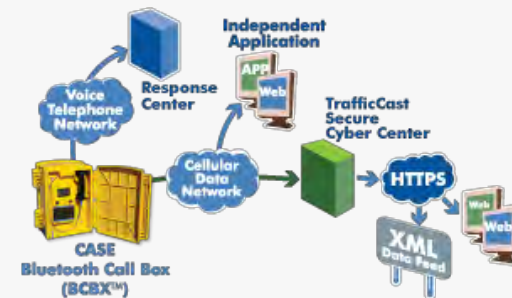 Independent
Application
APP
Web
Response
Center
Voice
Telephone
Network
TrafficCast
Secure
Cyber Center
Cellular
Data
Network
HTTPS
Web
Web
XML
Data Feed
CASE
Bluetooth Call Box
(BCBX™)